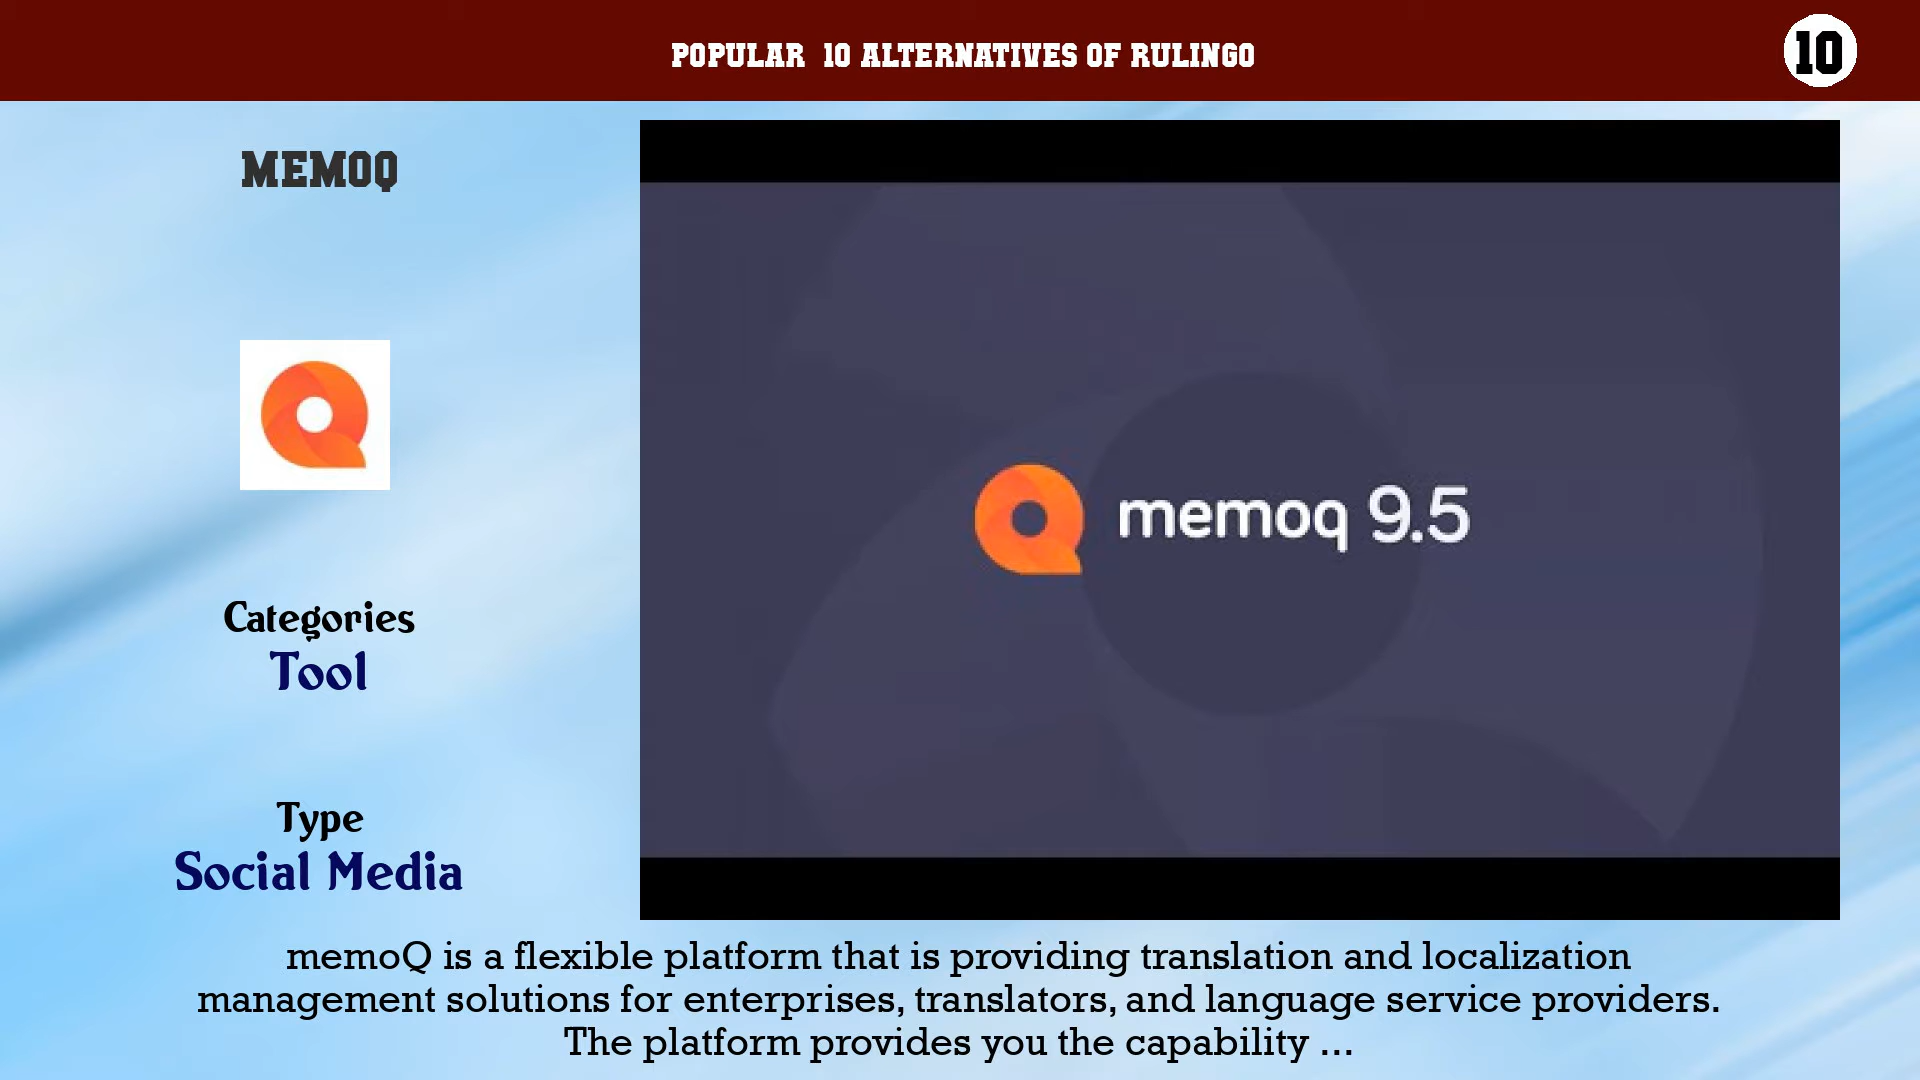 POPULAR 10 ALTERNATIVES OF RULINGO
10
MEMOQ
memoq 9.5
Categories
Tool
Type
Social Media
memoQ is a flexible platform that is providing translation and localization
management solutions for enterprises, translators, and language service providers.
The platform provides you the capability ...